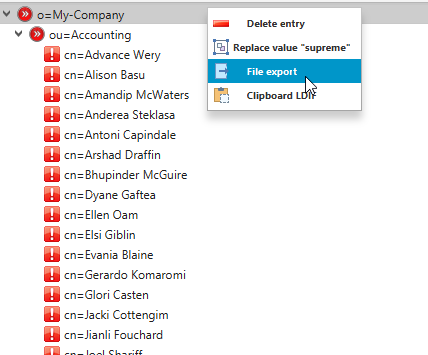 o=My-Company
ou=Accounting
cn=Advance Wery
cn=Alison Basu
cn=Amandip McWaters
cn=Anderea Steklasa
cn=Antoni Capindale
cn=Arshad Draffin
cn=Bhupinder McGuire
cn=Dyane Gaftea
cn=Ellen Oam
cn=Elsi Giblin
cn=Evania Blaine
cn=Gerardo Komaromi
cn=Glori Casten
cn=Jacki Cottengim
cn=Jianli Fouchard
cn=Joel Shariff
Delete entry
Replace value "supreme"
File export
Clipboard LDIF